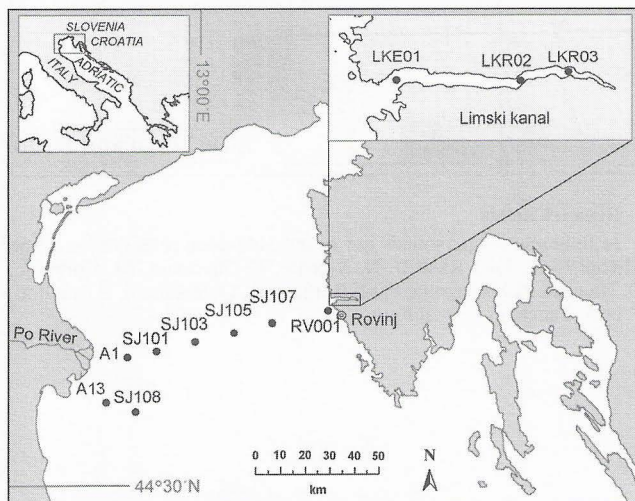 SLOVENIA
CROATIA
ITALY
ADRIATIC
13°00 E
LKE01
LKR02
LKR03
Limski kanal
SJ107
SJ105
SJ103
SJ101
RV001
Rovinj
Po River
A1
A13
SJ108
0 10 20 30 40 50
km
N
44°30'N